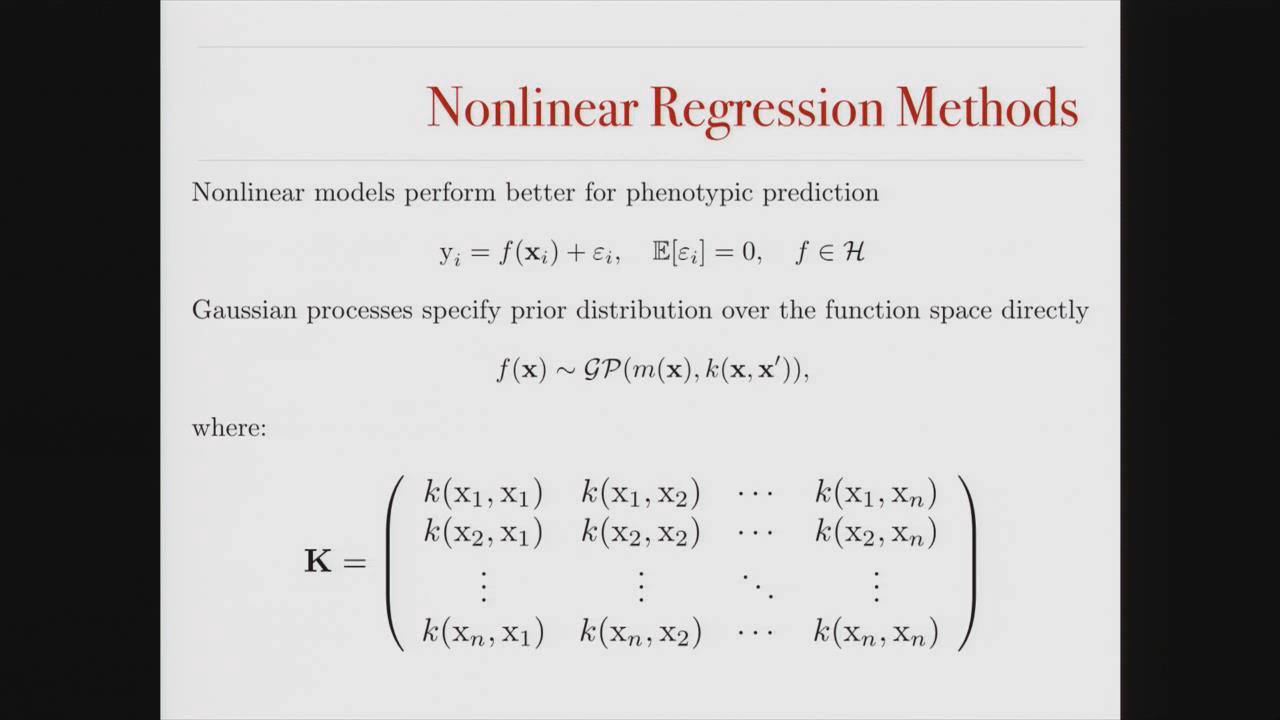 Nonlinear Regression Methods
Nonlinear models perform better for phenotypic prediction
yᵢ = f(𝐱ᵢ) + εᵢ, 𝔼[εᵢ] = 0, f ∈ ℋ
Gaussian processes specify prior distribution over the function space directly
f(𝐱) ∼ 𝒢𝒫(m(𝐱), k(𝐱, 𝐱′)),
where:
k(x₁, x₁) k(x₁, x₂) ⋯ k(x₁, xₙ)
k(x₂, x₁) k(x₂, x₂) ⋯ k(x₂, xₙ)
𝐊 =
⋮ ⋮ ⋱ ⋮
k(xₙ, x₁) k(xₙ, x₂) ⋯ k(xₙ, xₙ)